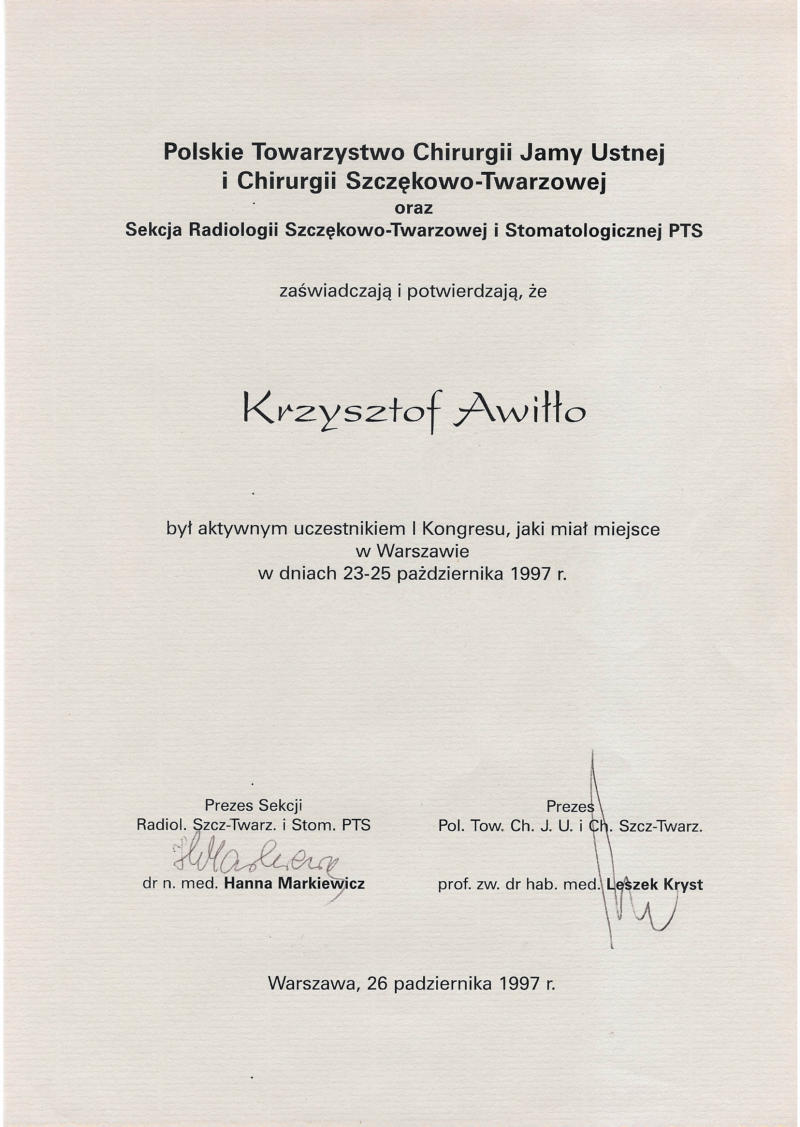 Polskie Towarzystwo Chirurgii Jamy Ustnej
i Chirurgii Szczękowo-Twarzowej
oraz
Sekcja Radiologii Szczękowo-Twarzowej i Stomatologicznej PTS
zaświadczają i potwierdzają, że
Krzysztof Awiłło
był aktywnym uczestnikiem I Kongresu, jaki miał miejsce
w Warszawie
w dniach 23-25 pażdziernika 1997 r.
Prezes Sekcji
Radiol. Szcz-Twarz. i Stom. PTS
dr n. med. Hanna Markiewicz
Prezes
Pol. Tow. Ch. J. U. i Ch. Szcz-Twarz.
prof. zw. dr hab. med. Leszek Kryst
Warszawa, 26 padziernika 1997 r.